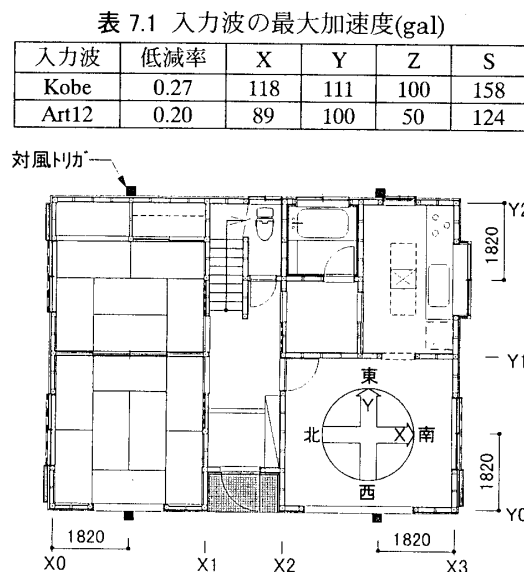 表 7.1 入力波の最大加速度(gal)
入力波 低減率 X Y Z S
Kobe 0.27 118 111 100 158
Art12 0.20 89 100 50 124
対風トリガ
Y2
1820
Y1
東
Y
北 X 南
西
1820
Y0
1820 1820
X0 X1 X2 X3